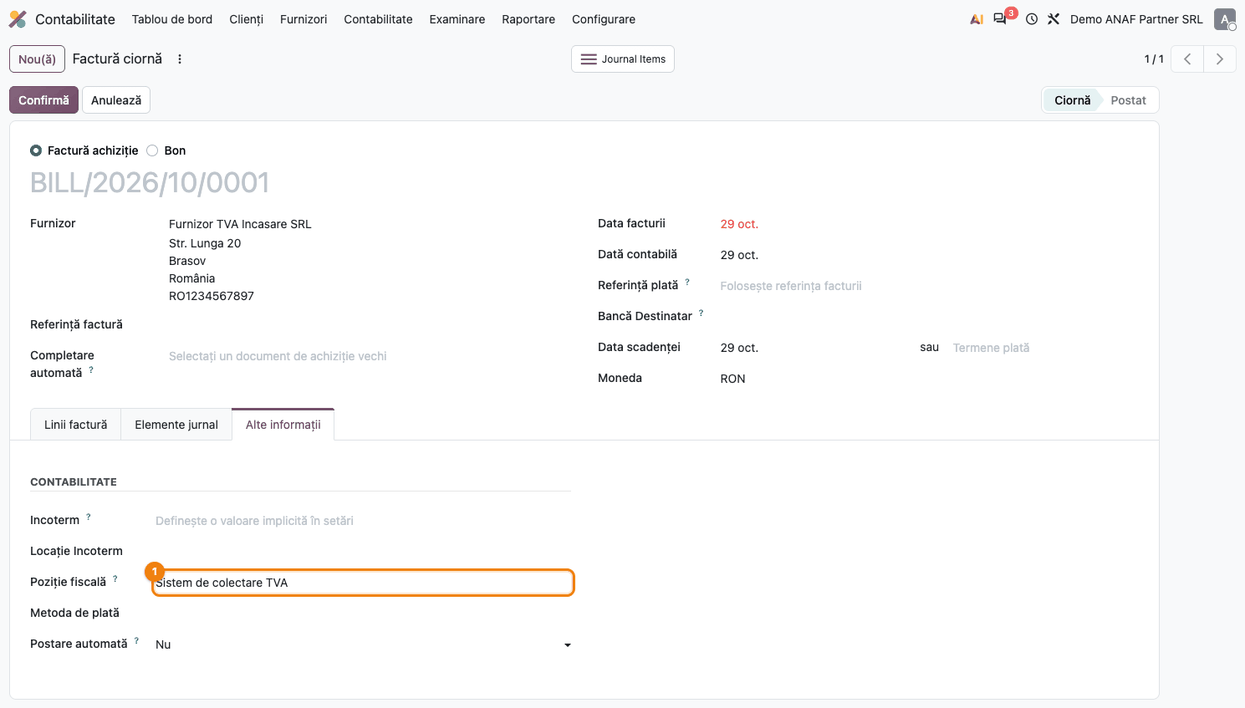 Contabilitate Tablou de bord Clienți Furnizori Contabilitate Examinare Raportare Configurare AI 3 Demo ANAF Partner SRL A
Nou(ă) Factură ciornă Journal Items 1 / 1
Confirmă Anulează Ciornă Postat
Factură achiziție Bon
BILL/2026/10/0001
Furnizor Furnizor TVA Incasare SRL
Str. Lunga 20
Brasov
România
RO1234567897
Referință factură
Completare automată ? Selectați un document de achiziție vechi
Data facturii 29 oct.
Dată contabilă 29 oct.
Referință plată ? Folosește referința facturii
Bancă Destinatar ?
Data scadenței 29 oct. sau Termene plată
Moneda RON
Linii factură Elemente jurnal Alte informații
CONTABILITATE
Incoterm ? Definește o valoare implicită în setări
Locație Incoterm
1
Poziție fiscală ? Sistem de colectare TVA
Metoda de plată
Postare automată ? Nu